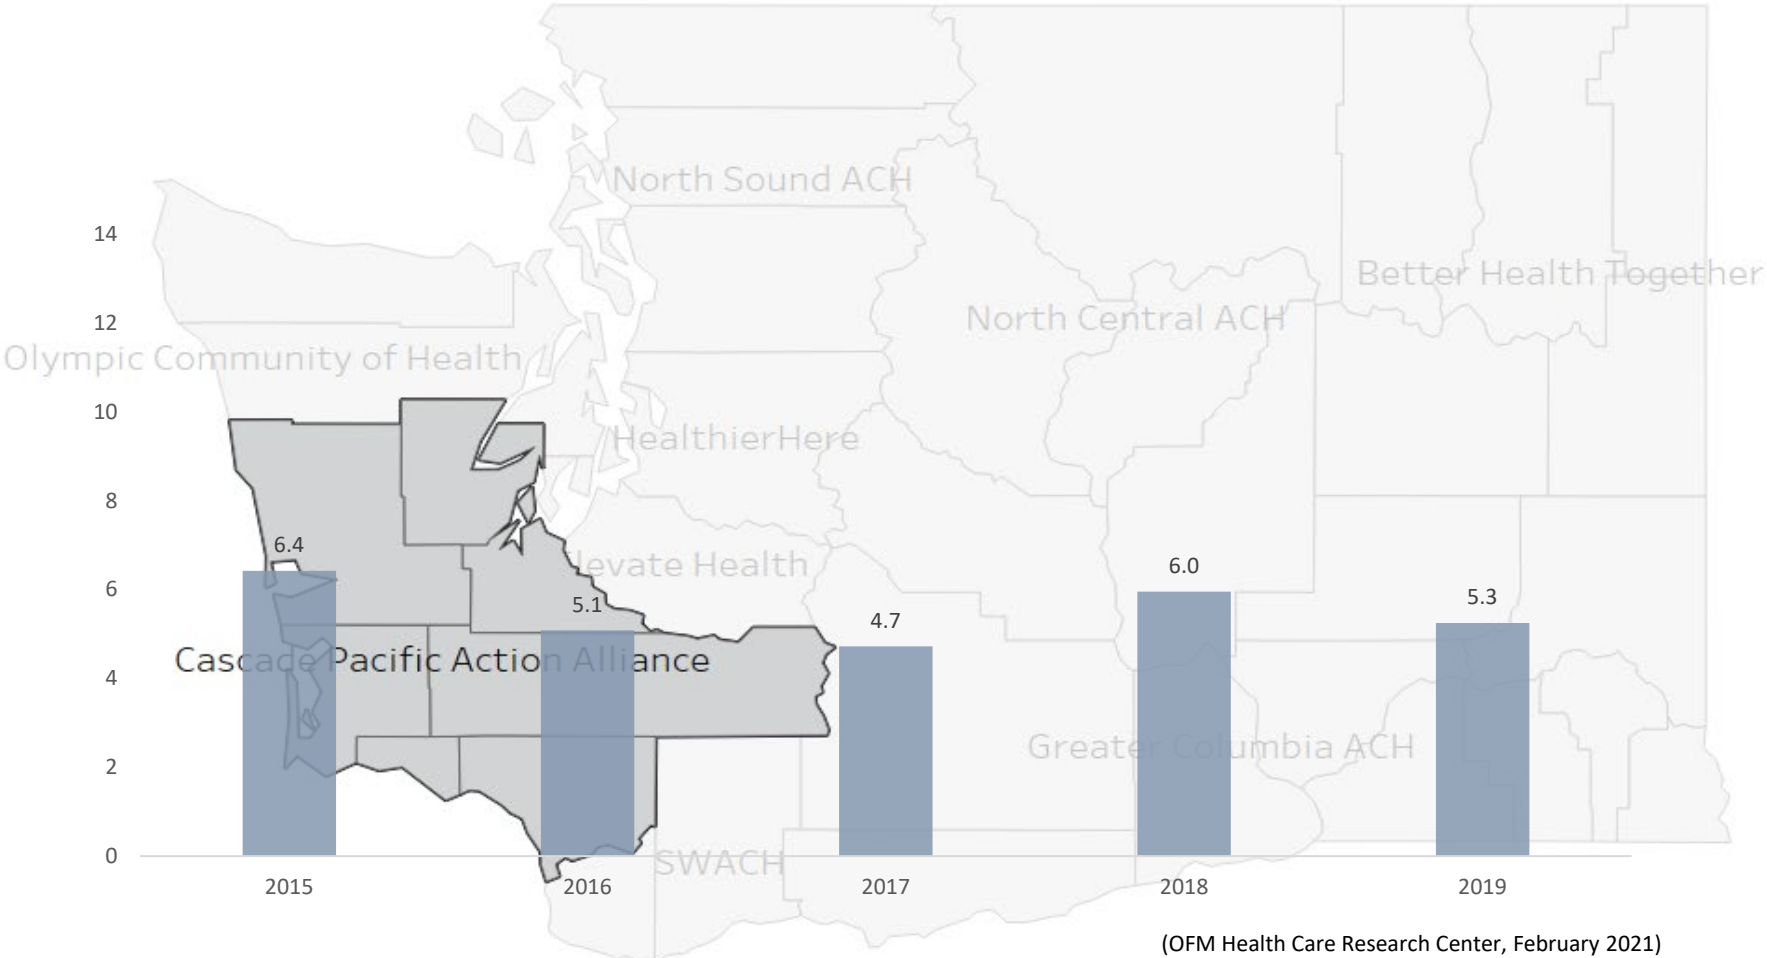 North Sound ACH
14
Better Health Together
North Central ACH
12
Olympic Community of Health
10
HealthierHere
8
6.4
levate Health
6.0
6
5.3
5.1
4.7
Cascade Pacific Action Alliance
4
Greater Columbia ACH
2
0
SWACH
2015 2016 2017 2018 2019
(OFM Health Care Research Center, February 2021)